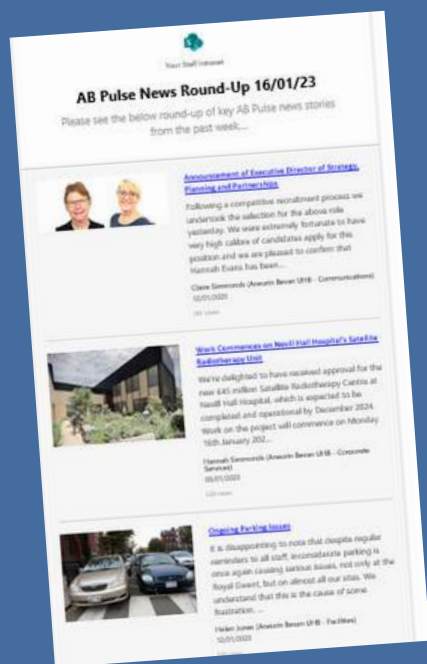 Your Staff Intranet
AB Pulse News Round-Up 16/01/23
Please see the below round-up of key AB Pulse news stories
from the past week....
Announcement of Executive Director of Strategy,
Planning and Partnerships
Following a competitive recruitment process we
undertook the selection for the above role
yesterday. We were extremely fortunate to have
very high calibre of candidates apply for this
position and we are pleased to confirm that
Hannah Evans has been...
Claire Simmonds (Aneurin Bevan UHB - Communications)
12/01/2023
views
Work Commences on Nevill Hall Hospital's Satellite
Radiotherapy Unit
We're delighted to have received approval for the
new £45 million Satellite Radiotherapy Centre at
Nevill Hall Hospital, which is expected to be
completed and operational by December 2024.
Work on the project will commence on Monday
16th January 202...
Hannah Simmonds (Aneurin Bevan UHB - Corporate
Services)
views
Ongoing Parking Issues
It is disappointing to note that despite regular
reminders to all staff, inconsiderate parking is
once again causing serious issues, not only at the
Royal Gwent, but on almost all our sites. We
understand that this is the cause of some
frustration. ...
Helen Jones (Aneurin Bevan UHB - Facilities)
12/01/2023